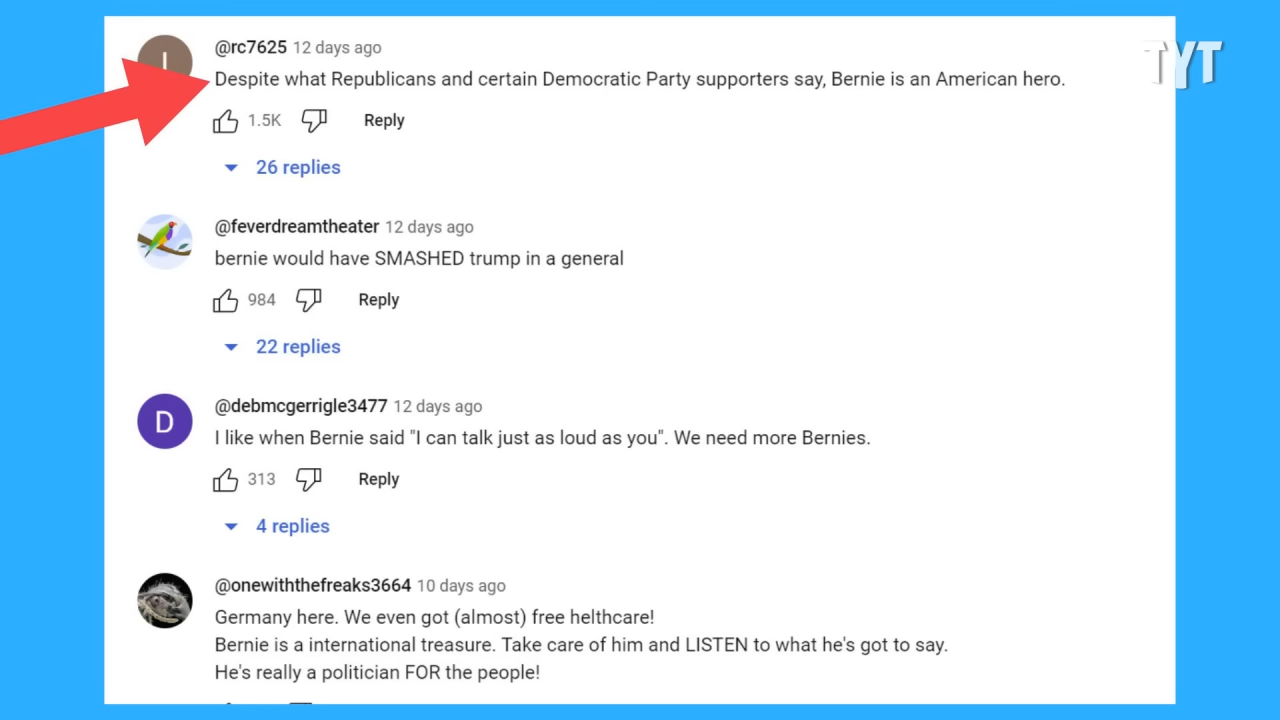 TYT
@rc7625 12 days ago
Despite what Republicans and certain Democratic Party supporters say, Bernie is an American hero.
1.5K Reply
26 replies
@feverdreamtheater 12 days ago
bernie would have SMASHED trump in a general
984 Reply
22 replies
D
@debmcgerrigle3477 12 days ago
I like when Bernie said "I can talk just as loud as you". We need more Bernies.
313 Reply
4 replies
@onewiththefreaks3664 10 days ago
Germany here. We even got (almost) free helthcare!
Bernie is a international treasure. Take care of him and LISTEN to what he's got to say.
He's really a politician FOR the people!